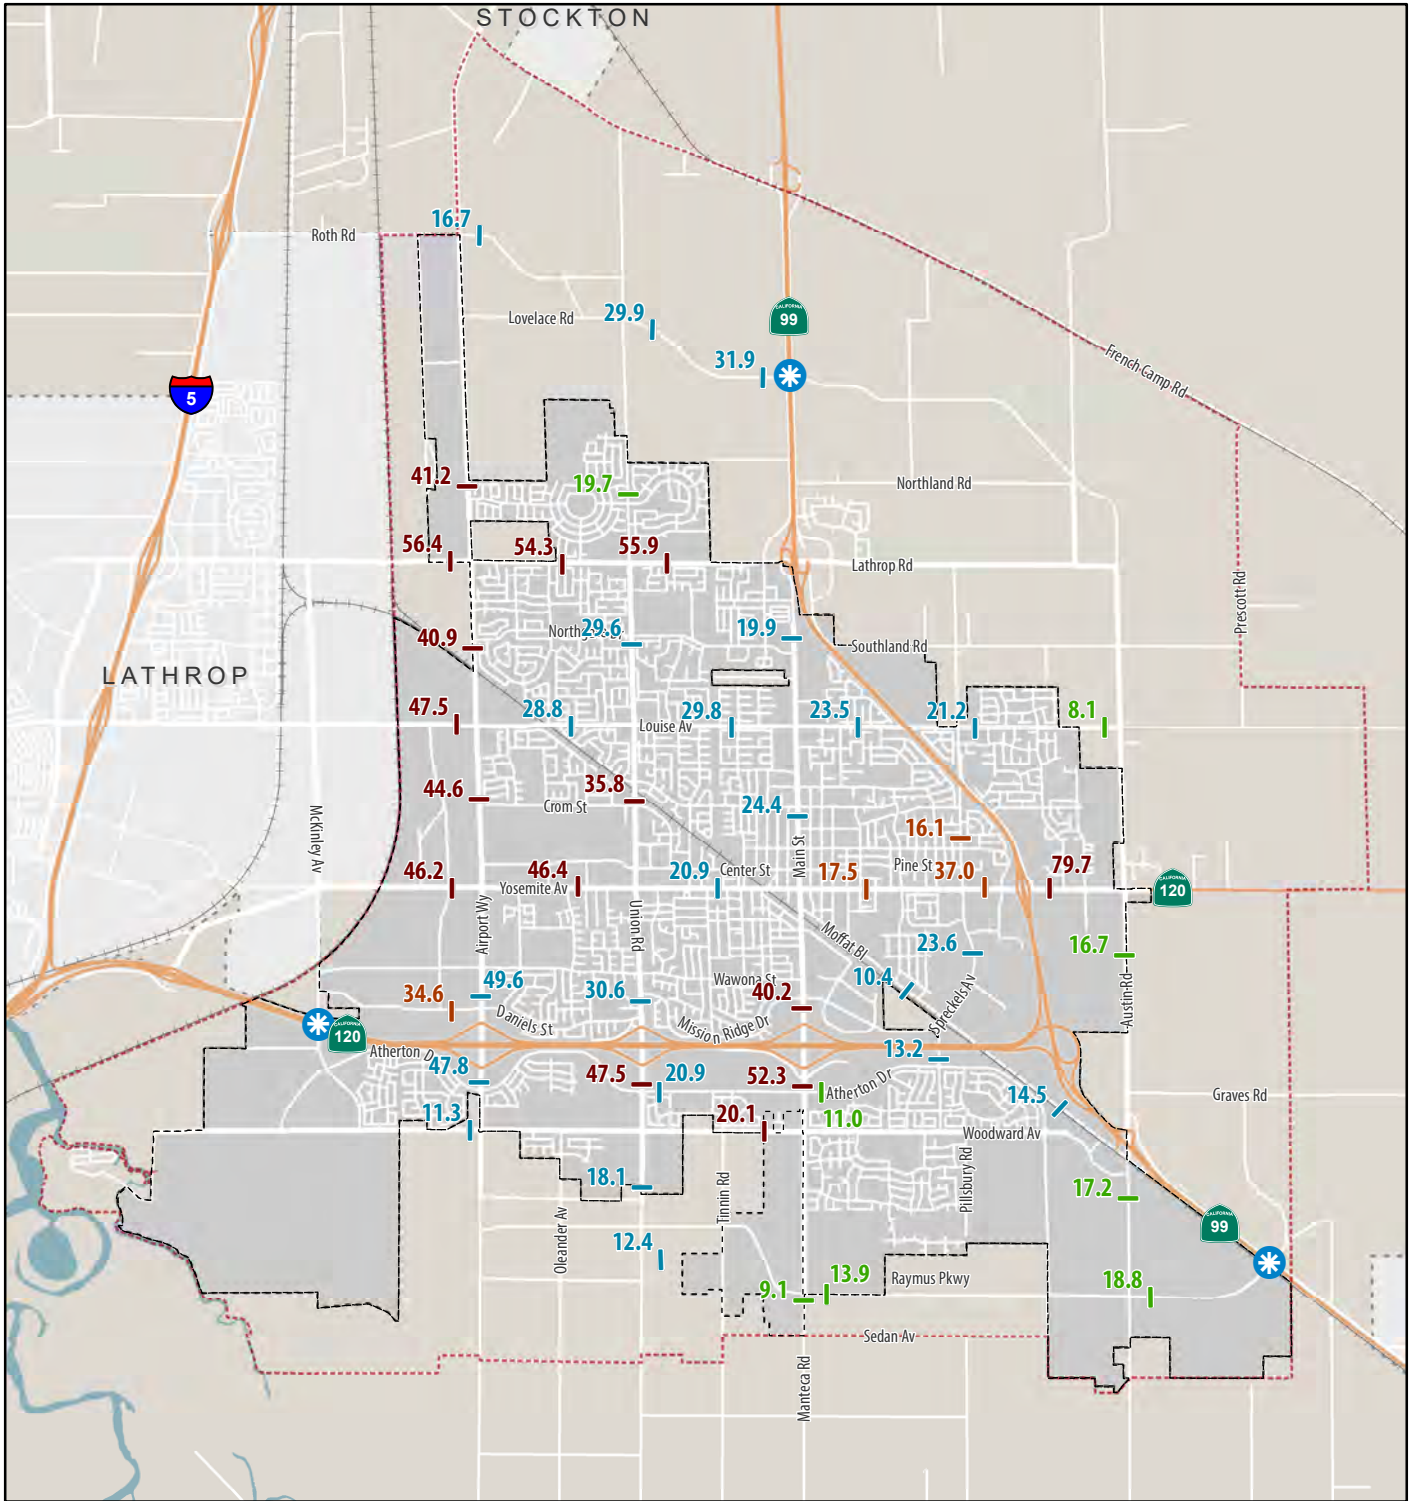 STOCKTON
16.7
Roth Rd
Lovelace Rd
29.9
CALIFORNIA
99
31.9
French Camp Rd
5
41.2
19.7
Northland Rd
56.4
54.3
55.9
Lathrop Rd
Prescott Rd
40.9
29.6
19.9
Southland Rd
LATHROP
47.5
28.8
Louise Av
29.8
23.5
21.2
8.1
44.6
35.8
Crom St
24.4
Main St
16.1
McKinley Av
46.2
46.4
Yosemite Av
20.9
Center St
17.5
Pine St
37.0
79.7
CALIFORNIA
120
Airport Wy
Union Rd
Moffat Bl
23.6
16.7
Wawona St
10.4
Spreckels Av
Austin Rd
34.6
49.6
30.6
40.2
Daniels St
Mission Ridge Dr
CALIFORNIA
120
Atherton D
47.8
47.5
20.9
52.3
13.2
Atherton Dr
11.3
20.1
11.0
14.5
Graves Rd
Woodward Av
18.1
Tinnin Rd
Pillsbury Rd
17.2
Oleander Av
12.4
CALIFORNIA
99
9.1
13.9
Raymus Pkwy
18.8
Sedan Av
Manteca Rd